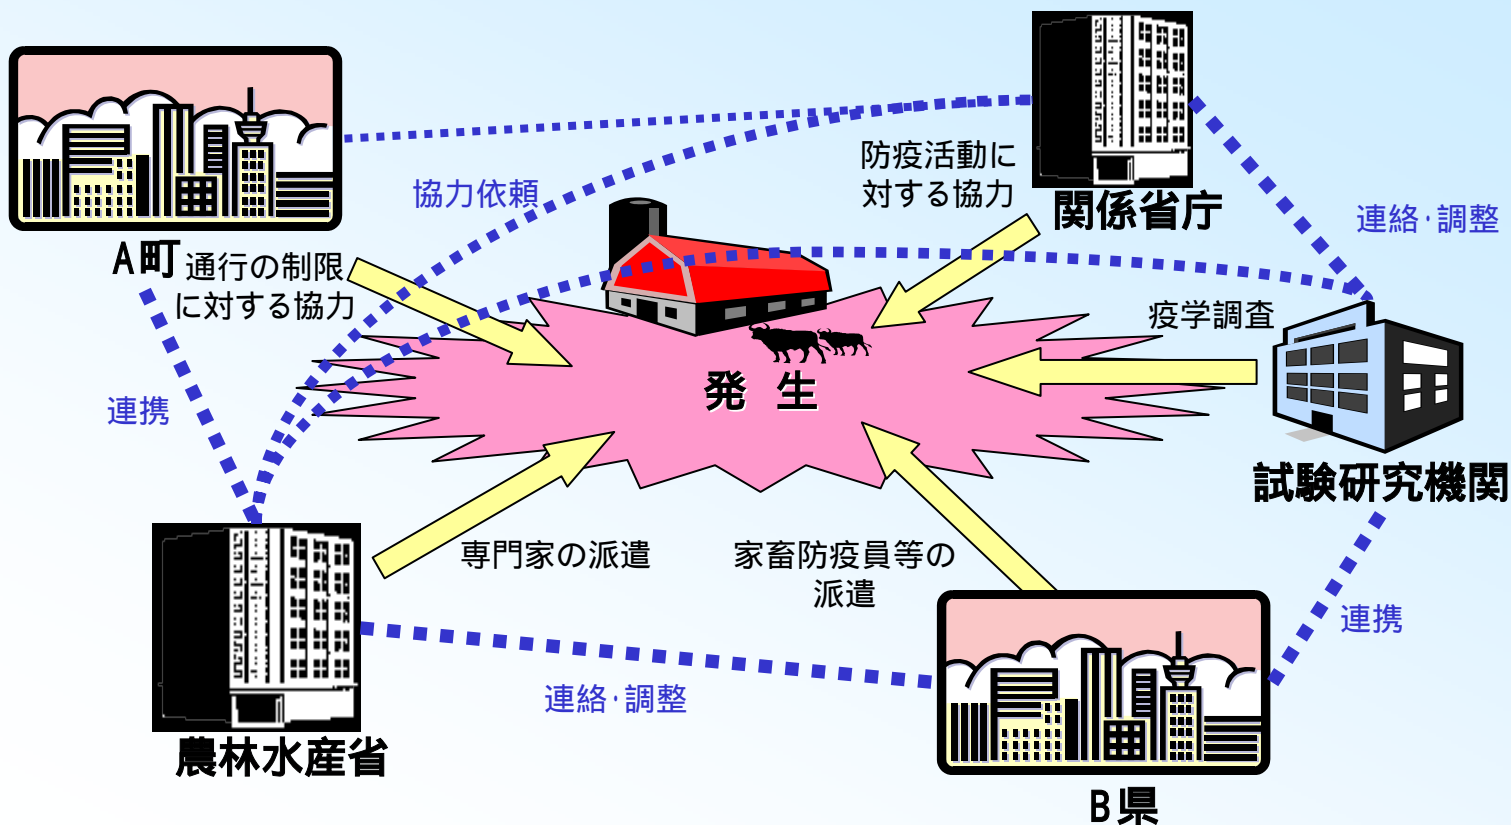 防疫活動に
対する協力
関係省庁
協力依頼
連絡・調整
A町
通行の制限
に対する協力
疫学調査
発 生
連携
試験研究機関
専門家の派遣
家畜防疫員等の
派遣
連携
連絡・調整
農林水産省
B県